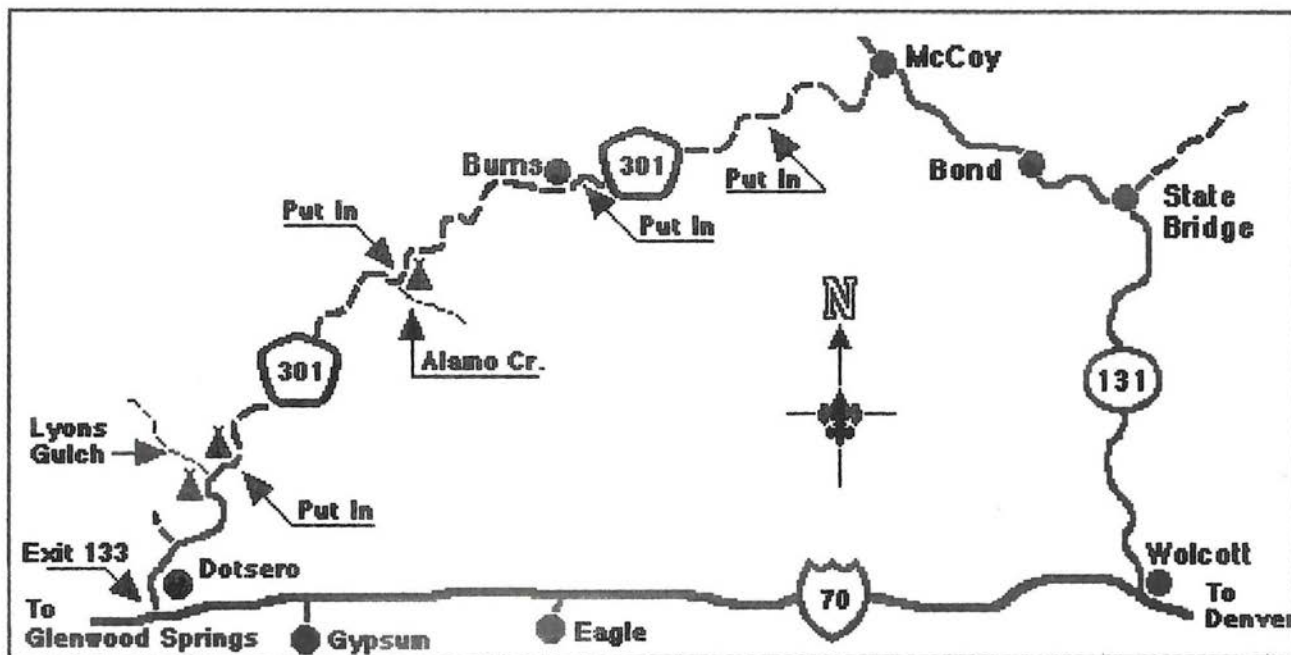 McCoy
Burns
301
Put In
Bond
Put In
State
Bridge
Put In
N
Alamo Cr.
301
131
Lyons
Gulch
Put In
Exit 133
Dotsero
Wolcott
To
Glenwood Springs
Gypsum
Eagle
70
To
Denver